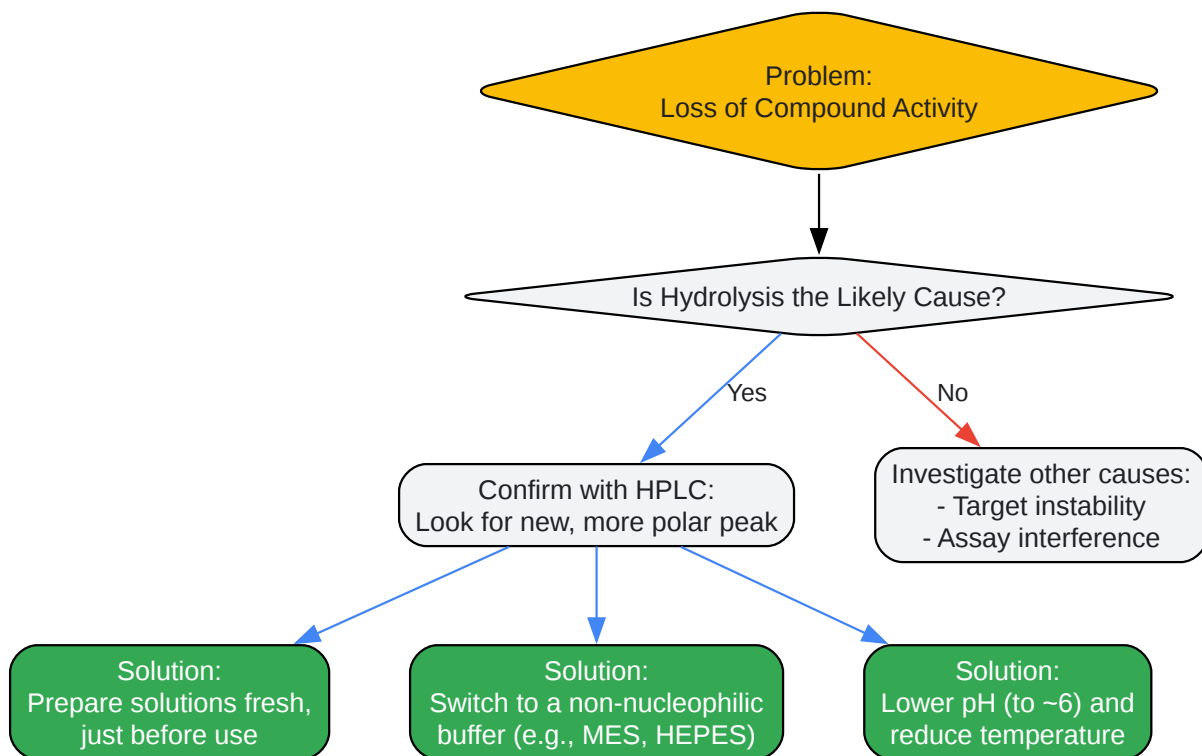 Problem:
Loss of Compound Activity
Is Hydrolysis the Likely Cause?
Yes
No
Confirm with HPLC:
Look for new, more polar peak
Investigate other causes:
- Target instability
- Assay interference
Solution:
Prepare solutions fresh,
just before use
Solution:
Switch to a non-nucleophilic
buffer (e.g., MES, HEPES)
Solution:
Lower pH (to ~6) and
reduce temperature